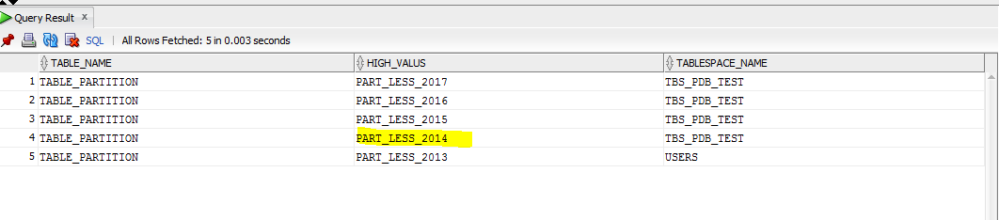 Query Result x
SQL | All Rows Fetched: 5 in 0.003 seconds
TABLE_NAME HIGH_VALUS TABLESPACE_NAME
1 TABLE_PARTITION PART_LESS_2017 TBS_PDB_TEST
2 TABLE_PARTITION PART_LESS_2016 TBS_PDB_TEST
3 TABLE_PARTITION PART_LESS_2015 TBS_PDB_TEST
4 TABLE_PARTITION PART_LESS_2014 TBS_PDB_TEST
5 TABLE_PARTITION PART_LESS_2013 USERS